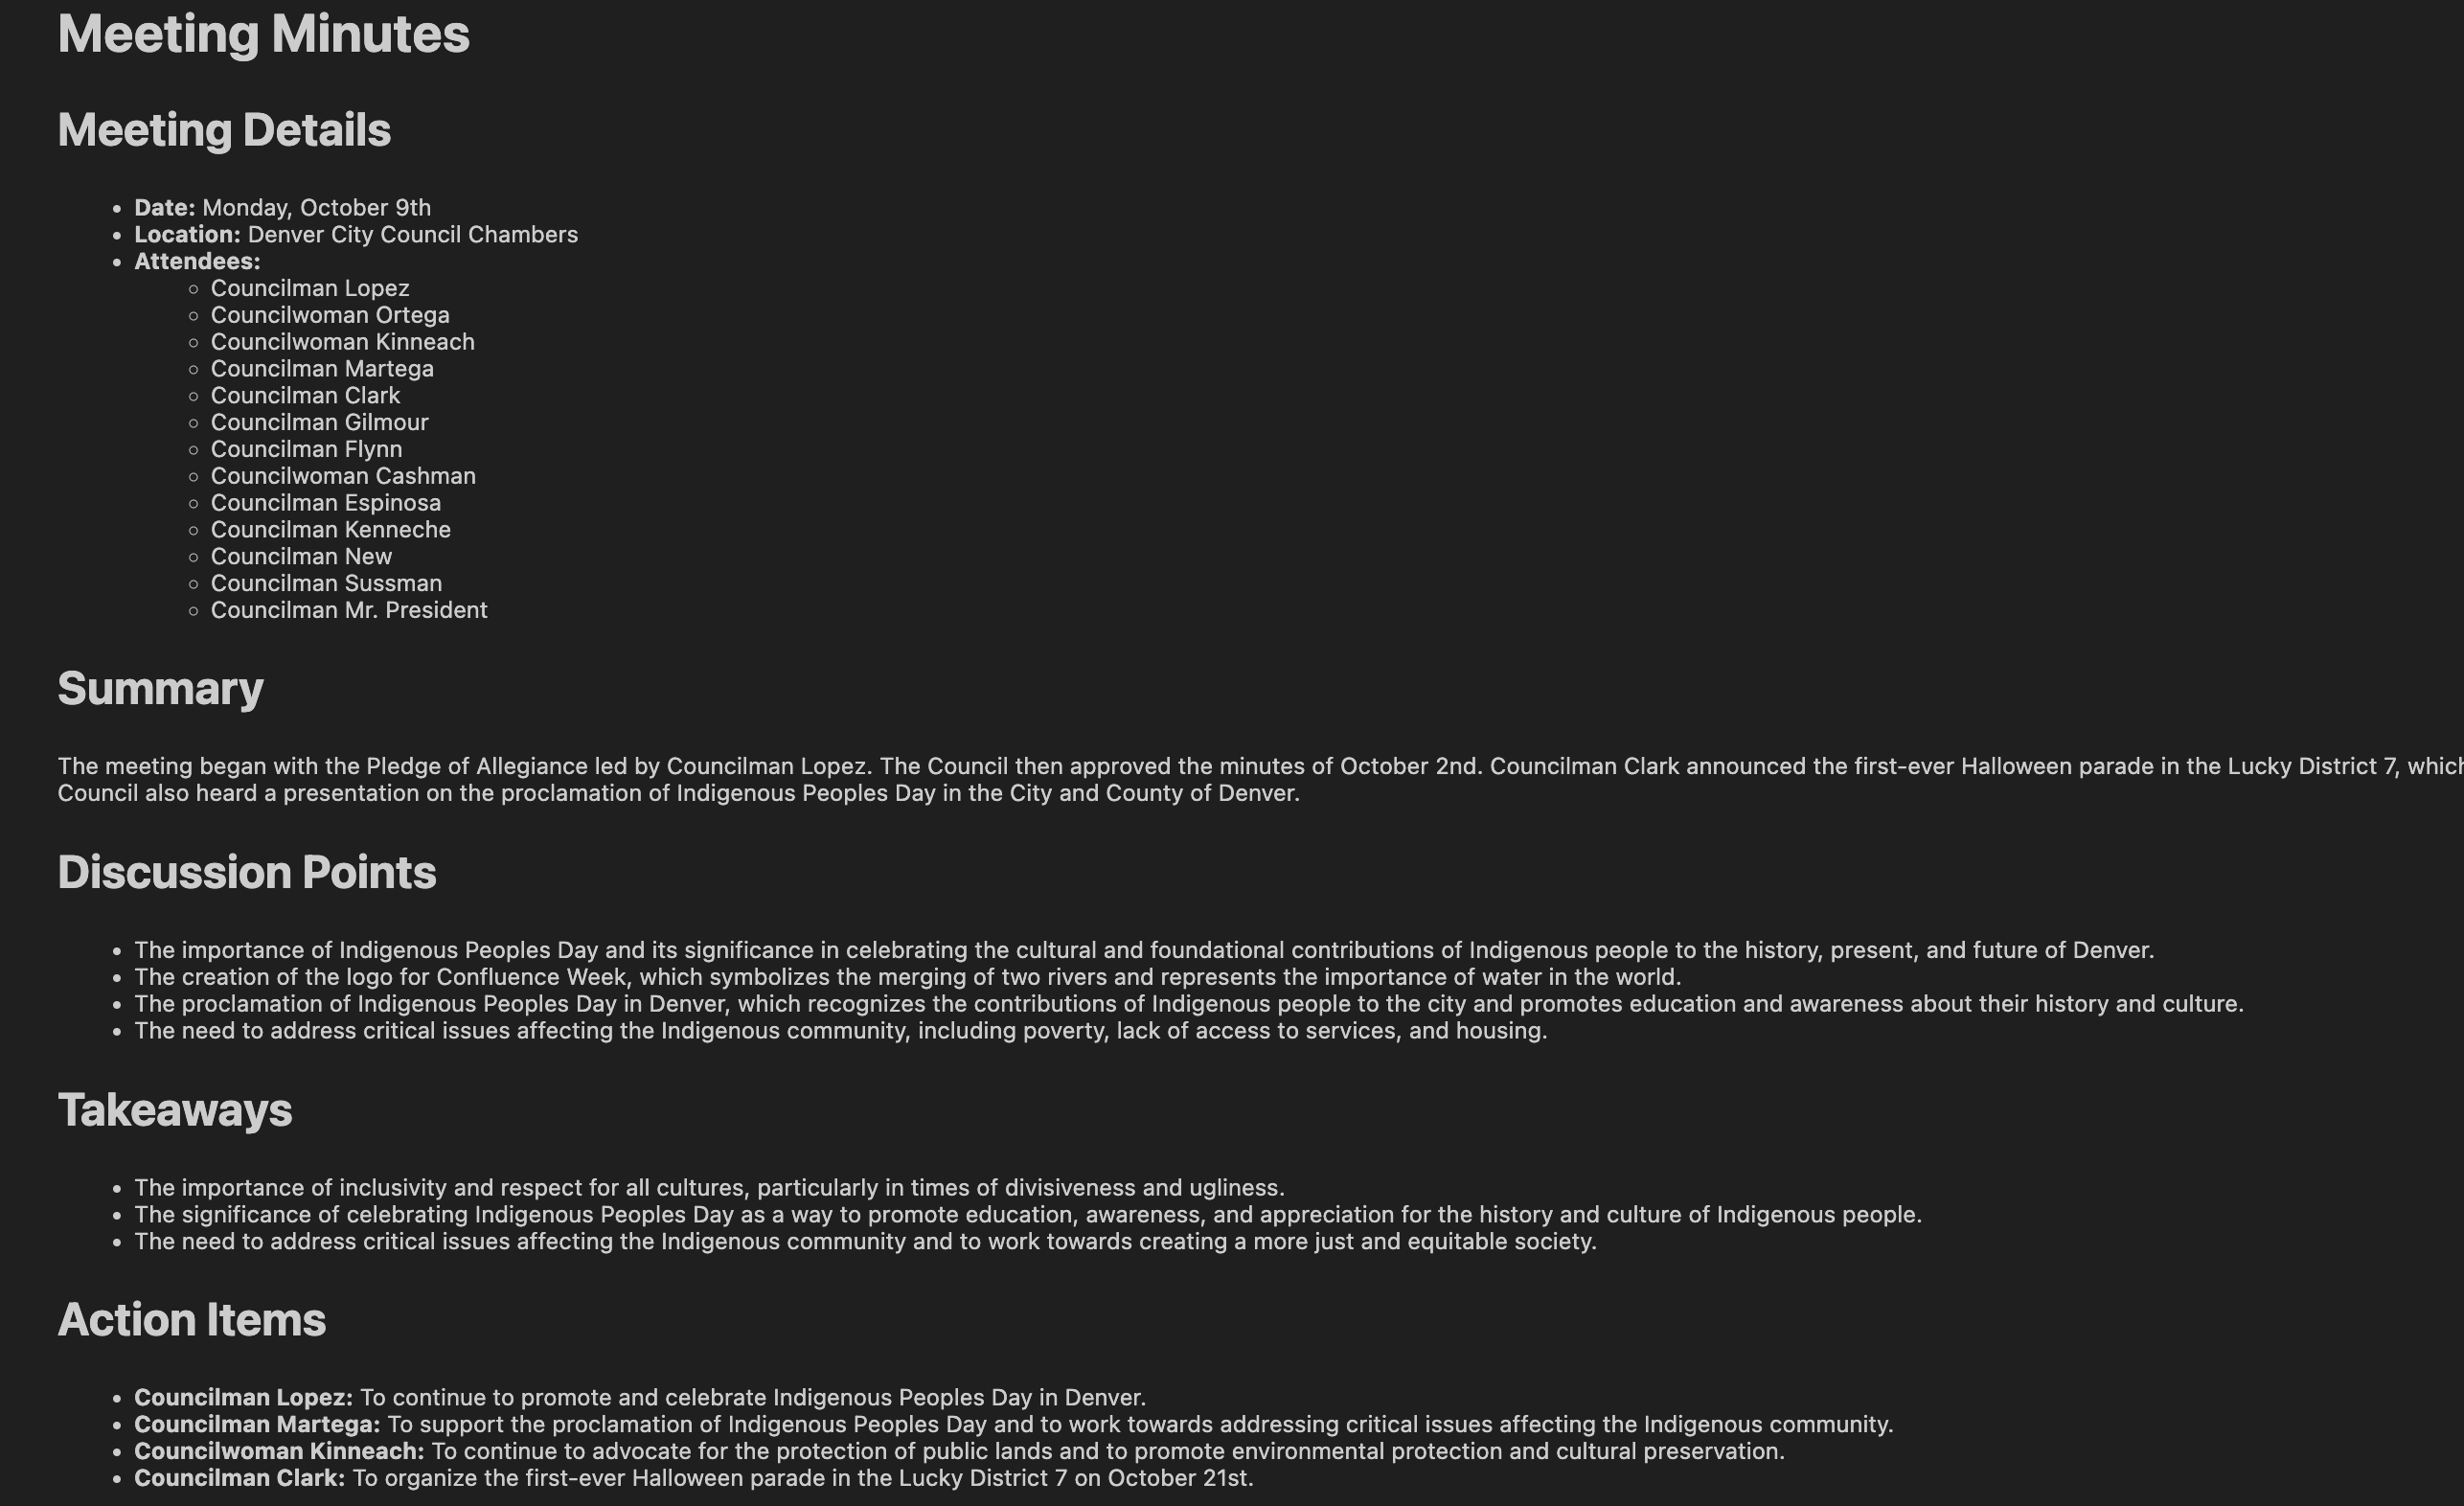 Meeting Minutes
Meeting Details
• Date: Monday, October 9th
• Location: Denver City Council Chambers
• Attendees:
◦ Councilman Lopez
◦ Councilwoman Ortega
◦ Councilwoman Kinneach
◦ Councilman Martega
◦ Councilman Clark
◦ Councilman Gilmour
◦ Councilman Flynn
◦ Councilwoman Cashman
◦ Councilman Espinosa
◦ Councilman Kenneche
◦ Councilman New
◦ Councilman Sussman
◦ Councilman Mr. President
Summary
The meeting began with the Pledge of Allegiance led by Councilman Lopez. The Council then approved the minutes of October 2nd. Councilman Clark announced the first-ever Halloween parade in the Lucky District 7, which
Council also heard a presentation on the proclamation of Indigenous Peoples Day in the City and County of Denver.
Discussion Points
• The importance of Indigenous Peoples Day and its significance in celebrating the cultural and foundational contributions of Indigenous people to the history, present, and future of Denver.
• The creation of the logo for Confluence Week, which symbolizes the merging of two rivers and represents the importance of water in the world.
• The proclamation of Indigenous Peoples Day in Denver, which recognizes the contributions of Indigenous people to the city and promotes education and awareness about their history and culture.
• The need to address critical issues affecting the Indigenous community, including poverty, lack of access to services, and housing.
Takeaways
• The importance of inclusivity and respect for all cultures, particularly in times of divisiveness and ugliness.
• The significance of celebrating Indigenous Peoples Day as a way to promote education, awareness, and appreciation for the history and culture of Indigenous people.
• The need to address critical issues affecting the Indigenous community and to work towards creating a more just and equitable society.
Action Items
• Councilman Lopez: To continue to promote and celebrate Indigenous Peoples Day in Denver.
• Councilman Martega: To support the proclamation of Indigenous Peoples Day and to work towards addressing critical issues affecting the Indigenous community.
• Councilwoman Kinneach: To continue to advocate for the protection of public lands and to promote environmental protection and cultural preservation.
• Councilman Clark: To organize the first-ever Halloween parade in the Lucky District 7 on October 21st.